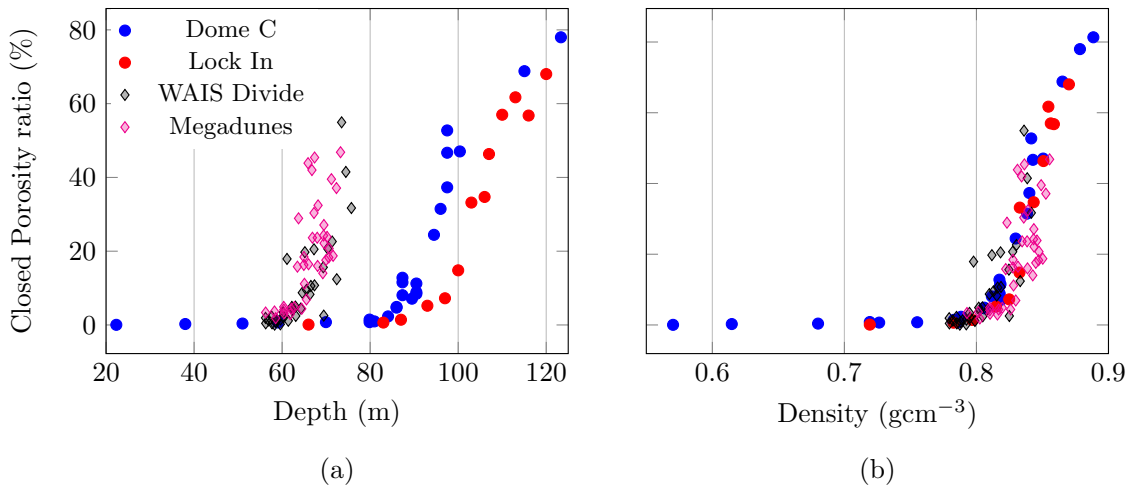 Closed Porosity ratio (%)
80
60
40
20
0
Dome C
Lock In
WAIS Divide
Megadunes
20 40 60 80 100 120
Depth (m)
(a)
0.6 0.7 0.8 0.9
Density (gcm⁻³)
(b)